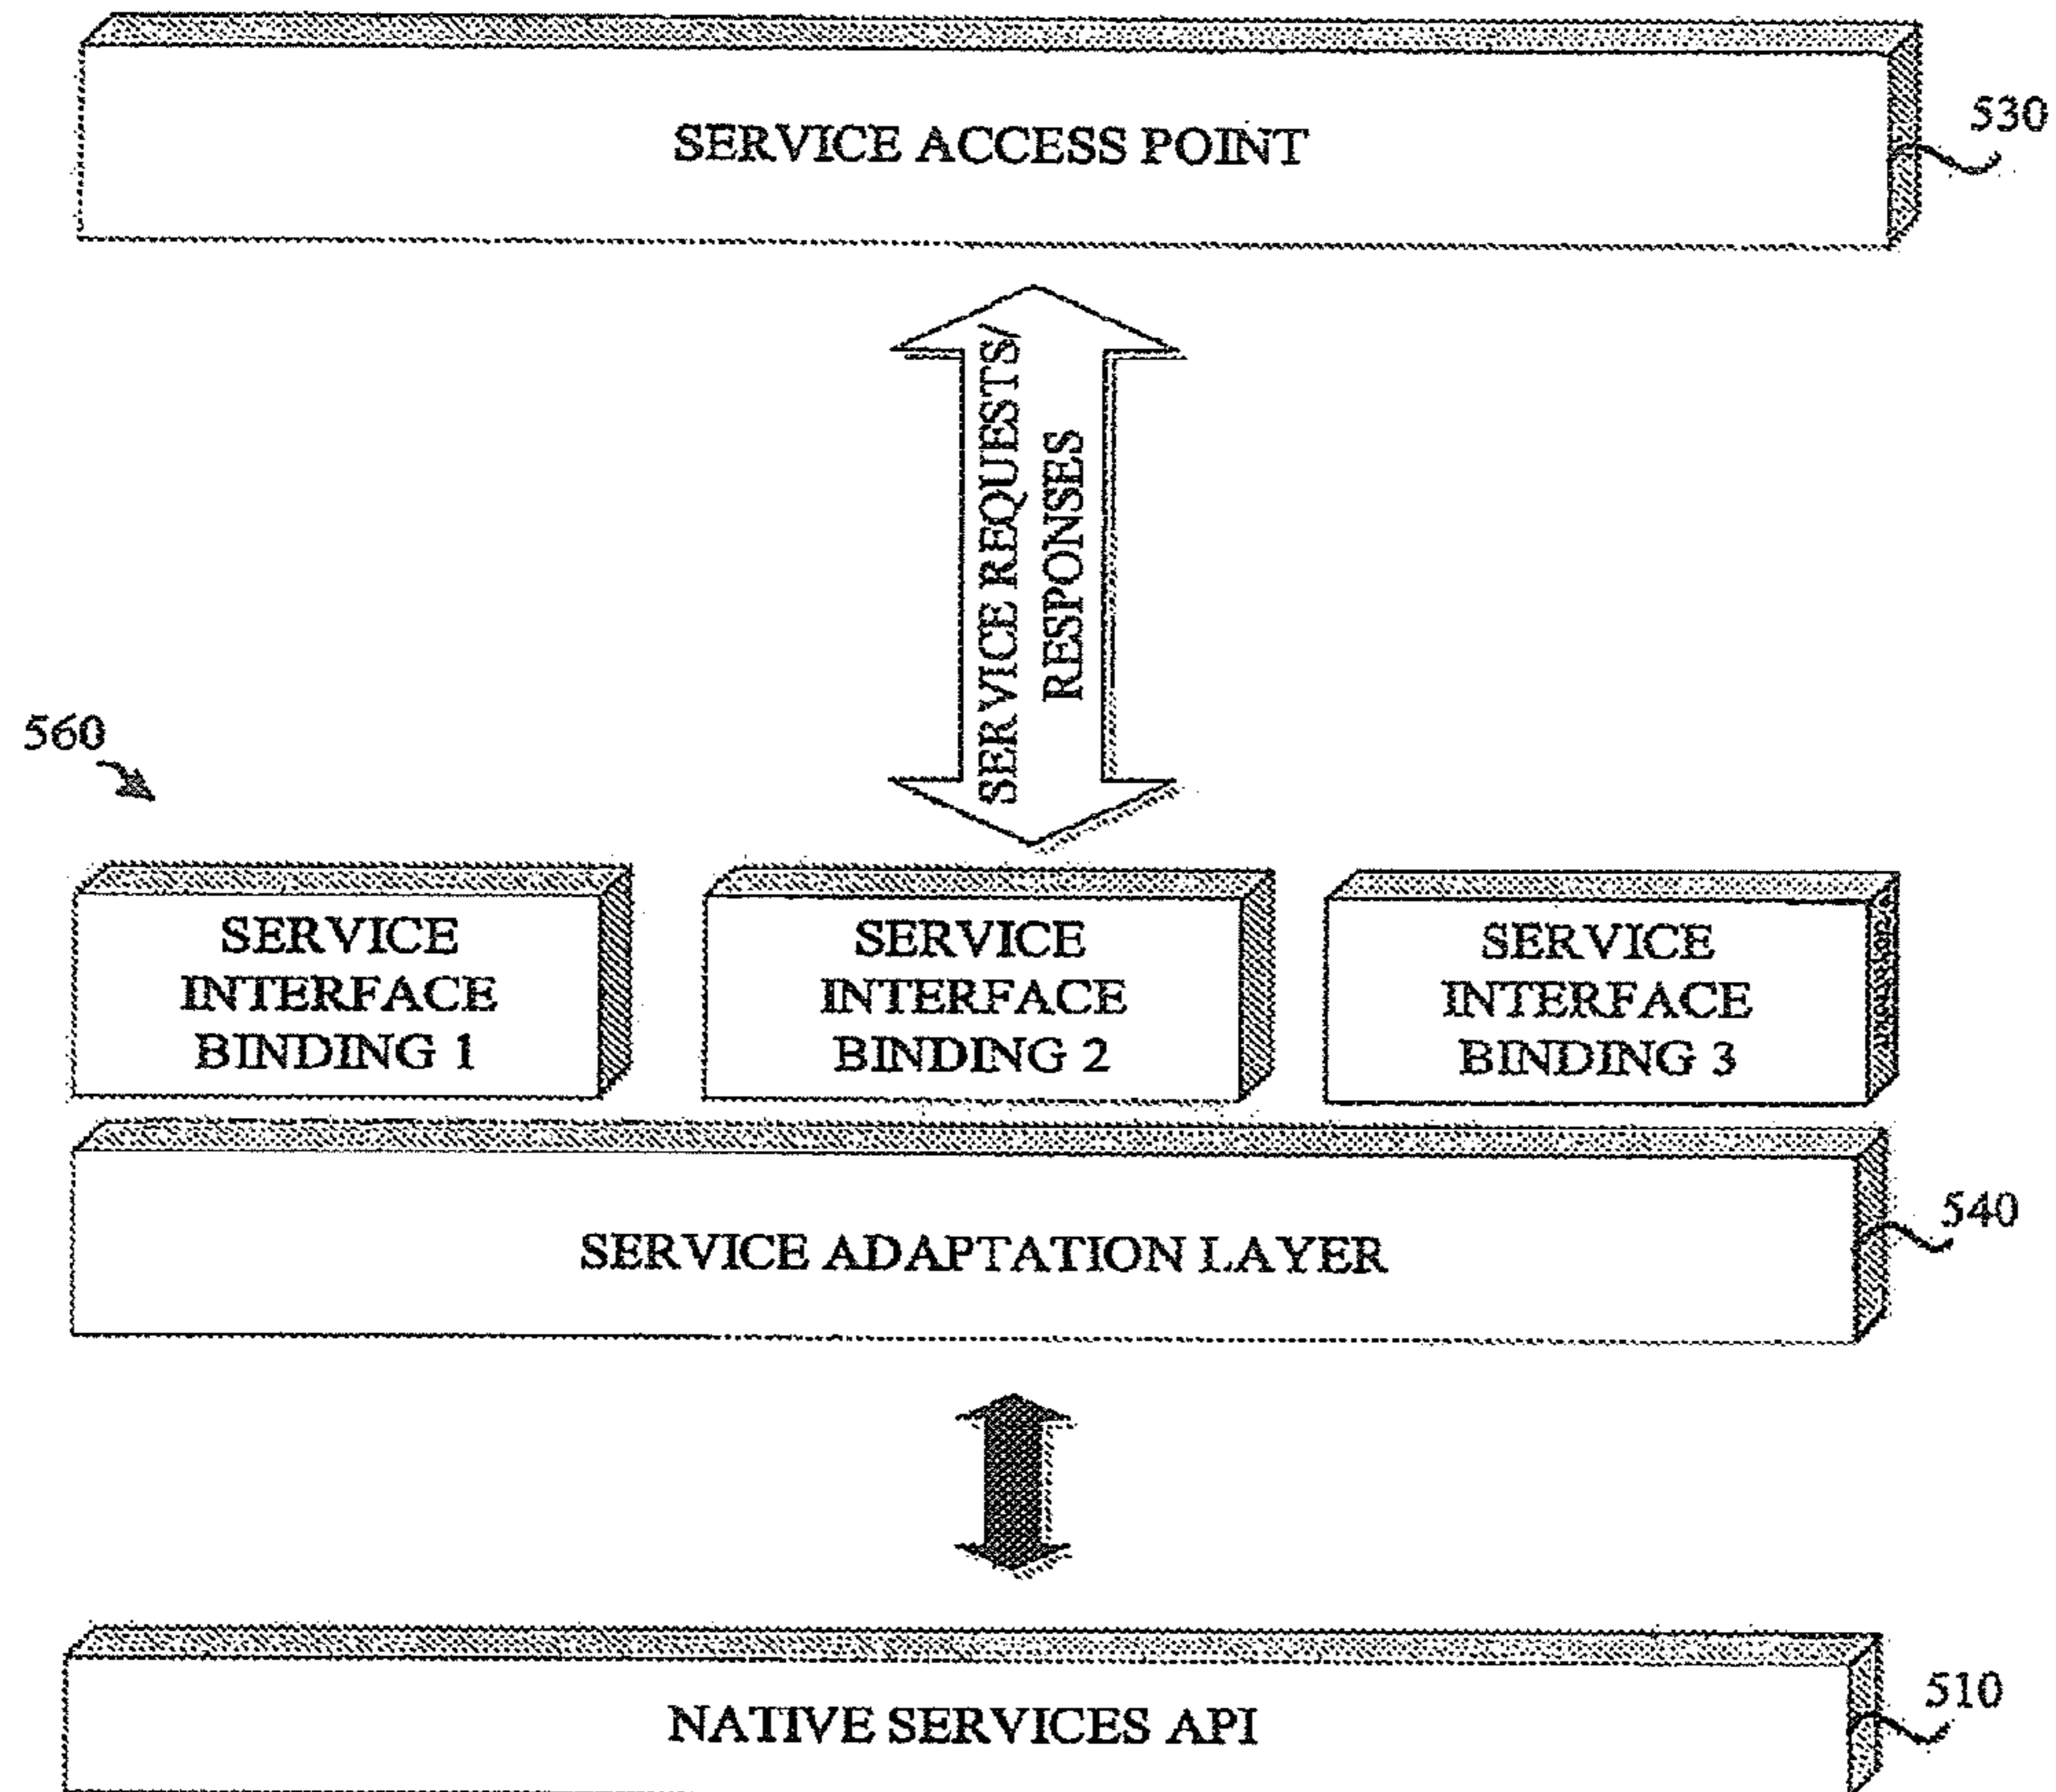 SERVICE ACCESS POINT
530
SERVICE REQUESTS/
RESPONSES
560
SERVICE
INTERFACE
BINDING 1
SERVICE
INTERFACE
BINDING 2
SERVICE
INTERFACE
BINDING 3
SERVICE ADAPTATION LAYER
540
NATIVE SERVICES API
510